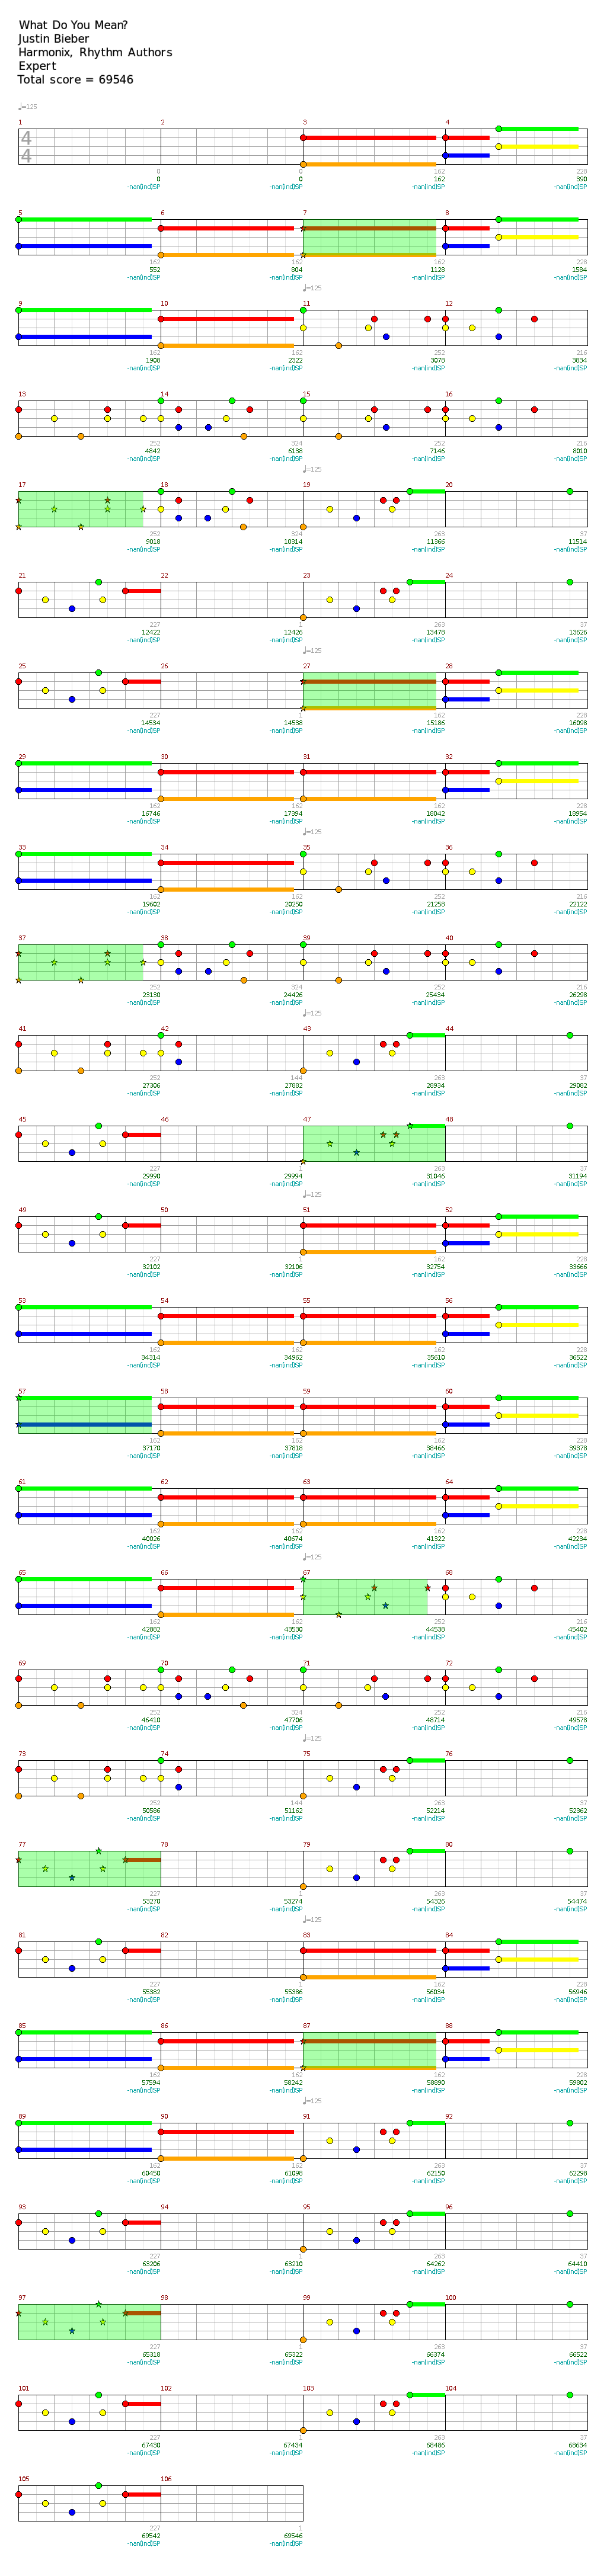 What Do You Mean?
Justin Bieber
Harmonix, Rhythm Authors
Expert
Total score = 69546
♩=125
1 2 3 4
4
4
0 0 162 228
0 0 162 390
-nan(ind)SP -nan(ind)SP -nan(ind)SP -nan(ind)SP
5 6 7 8
162 162 162 228
552 804 1128 1584
-nan(ind)SP -nan(ind)SP -nan(ind)SP -nan(ind)SP
♩=125
9 10 11 12
162 162 252 216
1908 2322 3078 3834
-nan(ind)SP -nan(ind)SP -nan(ind)SP -nan(ind)SP
13 14 15 16
252 324 252 216
4842 6138 7146 8010
-nan(ind)SP -nan(ind)SP -nan(ind)SP -nan(ind)SP
♩=125
17 18 19 20
252 324 263 37
9018 10314 11366 11514
-nan(ind)SP -nan(ind)SP -nan(ind)SP -nan(ind)SP
21 22 23 24
227 1 263 37
12422 12426 13478 13626
-nan(ind)SP -nan(ind)SP -nan(ind)SP -nan(ind)SP
♩=125
25 26 27 28
227 1 162 228
14534 14538 15186 16098
-nan(ind)SP -nan(ind)SP -nan(ind)SP -nan(ind)SP
29 30 31 32
162 162 162 228
16746 17394 18042 18954
-nan(ind)SP -nan(ind)SP -nan(ind)SP -nan(ind)SP
♩=125
33 34 35 36
162 162 252 216
19602 20250 21258 22122
-nan(ind)SP -nan(ind)SP -nan(ind)SP -nan(ind)SP
37 38 39 40
252 324 252 216
23130 24426 25434 26298
-nan(ind)SP -nan(ind)SP -nan(ind)SP -nan(ind)SP
♩=125
41 42 43 44
252 144 263 37
27306 27882 28934 29082
-nan(ind)SP -nan(ind)SP -nan(ind)SP -nan(ind)SP
45 46 47 48
227 1 263 37
29990 29994 31046 31194
-nan(ind)SP -nan(ind)SP -nan(ind)SP -nan(ind)SP
♩=125
49 50 51 52
227 1 162 228
32102 32106 32754 33666
-nan(ind)SP -nan(ind)SP -nan(ind)SP -nan(ind)SP
53 54 55 56
162 162 162 228
34314 34962 35610 36522
-nan(ind)SP -nan(ind)SP -nan(ind)SP -nan(ind)SP
57 58 59 60
162 162 162 228
37170 37818 38466 39378
-nan(ind)SP -nan(ind)SP -nan(ind)SP -nan(ind)SP
61 62 63 64
162 162 162 228
40026 40674 41322 42234
-nan(ind)SP -nan(ind)SP -nan(ind)SP -nan(ind)SP
♩=125
65 66 67 68
162 162 252 216
42882 43530 44538 45402
-nan(ind)SP -nan(ind)SP -nan(ind)SP -nan(ind)SP
69 70 71 72
252 324 252 216
46410 47706 48714 49578
-nan(ind)SP -nan(ind)SP -nan(ind)SP -nan(ind)SP
♩=125
73 74 75 76
252 144 263 37
50586 51162 52214 52362
-nan(ind)SP -nan(ind)SP -nan(ind)SP -nan(ind)SP
77 78 79 80
227 1 263 37
53270 53274 54326 54474
-nan(ind)SP -nan(ind)SP -nan(ind)SP -nan(ind)SP
♩=125
81 82 83 84
227 1 162 228
55382 55386 56034 56946
-nan(ind)SP -nan(ind)SP -nan(ind)SP -nan(ind)SP
85 86 87 88
162 162 162 228
57594 58242 58890 59802
-nan(ind)SP -nan(ind)SP -nan(ind)SP -nan(ind)SP
♩=125
89 90 91 92
162 162 263 37
60450 61098 62150 62298
-nan(ind)SP -nan(ind)SP -nan(ind)SP -nan(ind)SP
93 94 95 96
227 1 263 37
63206 63210 64262 64410
-nan(ind)SP -nan(ind)SP -nan(ind)SP -nan(ind)SP
97 98 99 100
227 1 263 37
65318 65322 66374 66522
-nan(ind)SP -nan(ind)SP -nan(ind)SP -nan(ind)SP
101 102 103 104
227 1 263 37
67430 67434 68486 68634
-nan(ind)SP -nan(ind)SP -nan(ind)SP -nan(ind)SP
105 106
227 1
69542 69546
-nan(ind)SP -nan(ind)SP